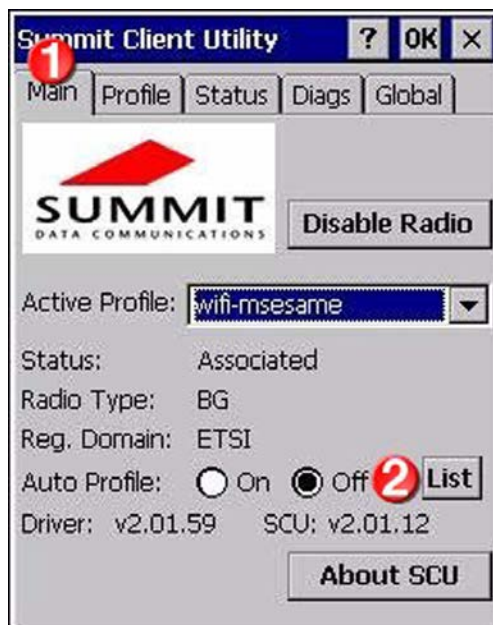 Summit Client Utility ? OK ×
1
Main Profile Status Diags Global
SUMMIT
DATA COMMUNICATIONS
Disable Radio
Active Profile: wifi-msesame
Status: Associated
Radio Type: BG
Reg. Domain: ETSI
Auto Profile: On Off 2 List
Driver: v2.01.59 SCU: v2.01.12
About SCU